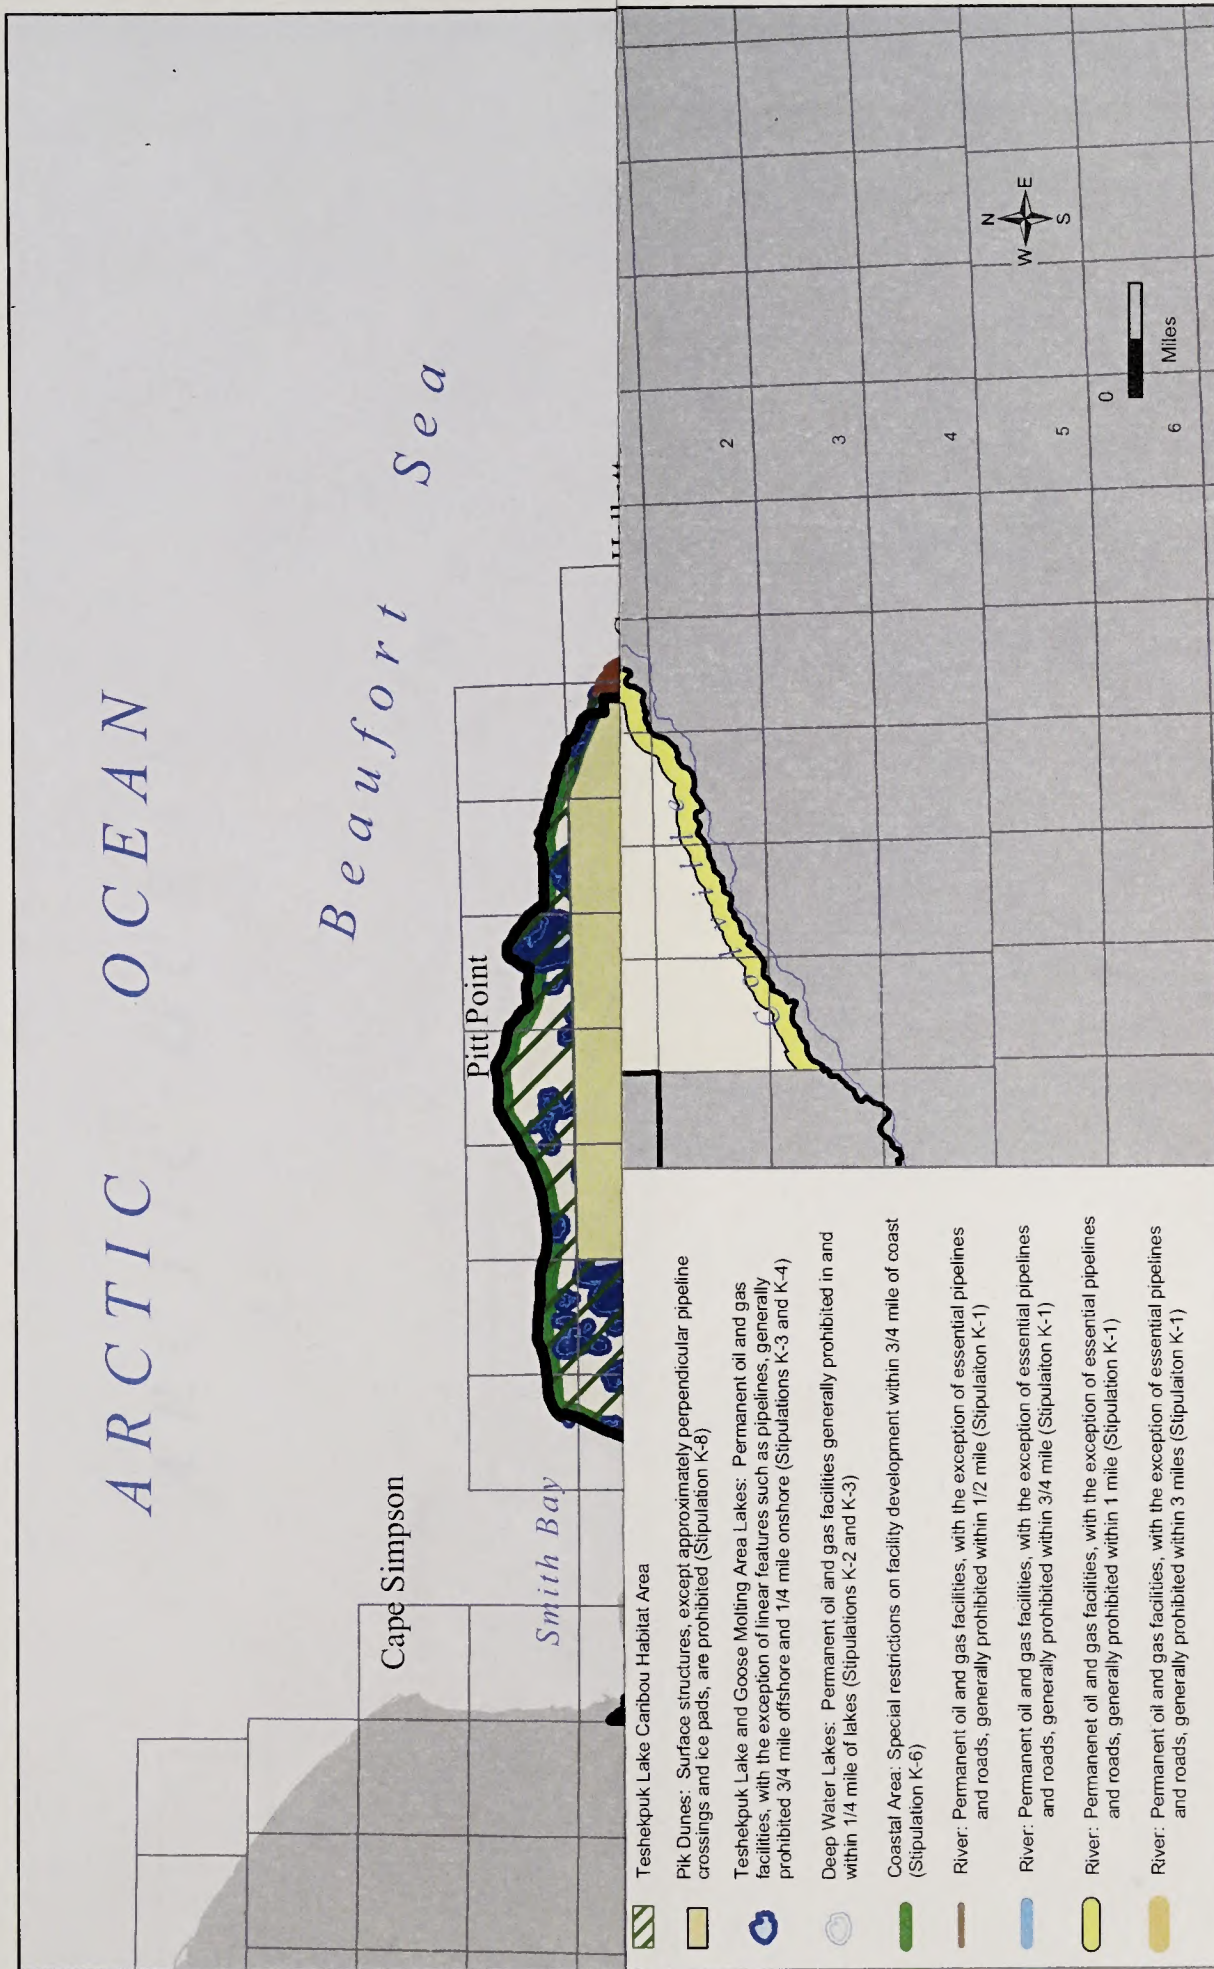 ARCTIC OCEAN
Beaufort Sea
Cape Simpson
Smith Bay
Pitt Point
Colville
Teshekpuk Lake Caribou Habitat Area
Pik Dunes: Surface structures, except approximately perpendicular pipeline
crossings and ice pads, are prohibited (Stipulation K-8)
Teshekpuk Lake and Goose Molting Area Lakes: Permanent oil and gas
facilities, with the exception of linear features such as pipelines, generally
prohibited 3/4 mile offshore and 1/4 mile onshore (Stipulations K-3 and K-4)
Deep Water Lakes: Permanent oil and gas facilities generally prohibited in and
within 1/4 mile of lakes (Stipulations K-2 and K-3)
Coastal Area: Special restrictions on facility development within 3/4 mile of coast
(Stipulation K-6)
River: Permanent oil and gas facilities, with the exception of essential pipelines
and roads, generally prohibited within 1/2 mile (Stipulaiton K-1)
River: Permanent oil and gas facilities, with the exception of essential pipelines
and roads, generally prohibited within 3/4 mile (Stipulaiton K-1)
River: Permanenet oil and gas facilities, with the exception of essential pipelines
and roads, generally prohibited within 1 mile (Stipulation K-1)
River: Permanent oil and gas facilities, with the exception of essential pipelines
and roads, generally prohibited within 3 miles (Stipulation K-1)
2
3
4
5
6
N
W E
S
0
Miles